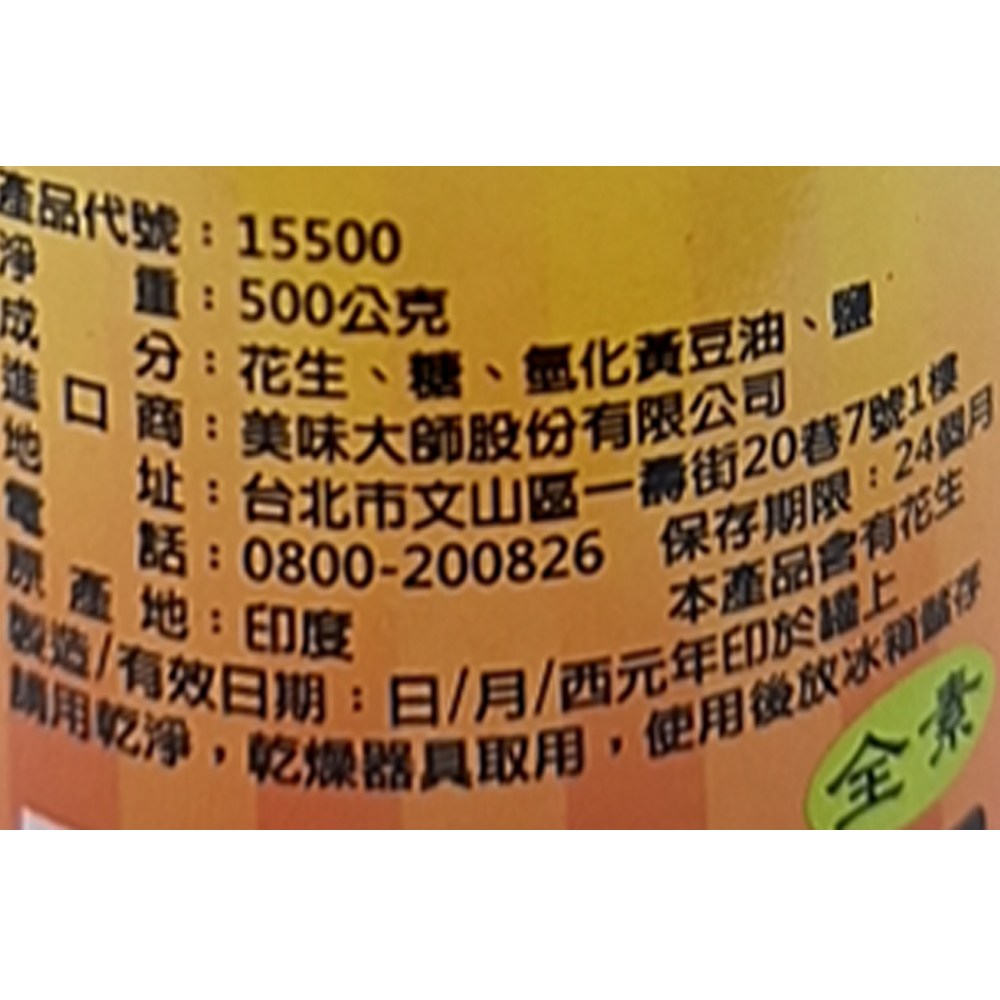 產品代號：15500
淨重：500公克
成分：花生、糖、氫化黃豆油、鹽
進口商：美味大師股份有限公司
地址：台北市文山區一壽街20巷7號1樓
電話：0800-200826
保存期限：24個月
原產地：印度
本產品含有花生
製造/有效日期：日/月/西元年印於罐上
請用乾淨，乾燥器具取用，使用後放冰箱儲存
全素